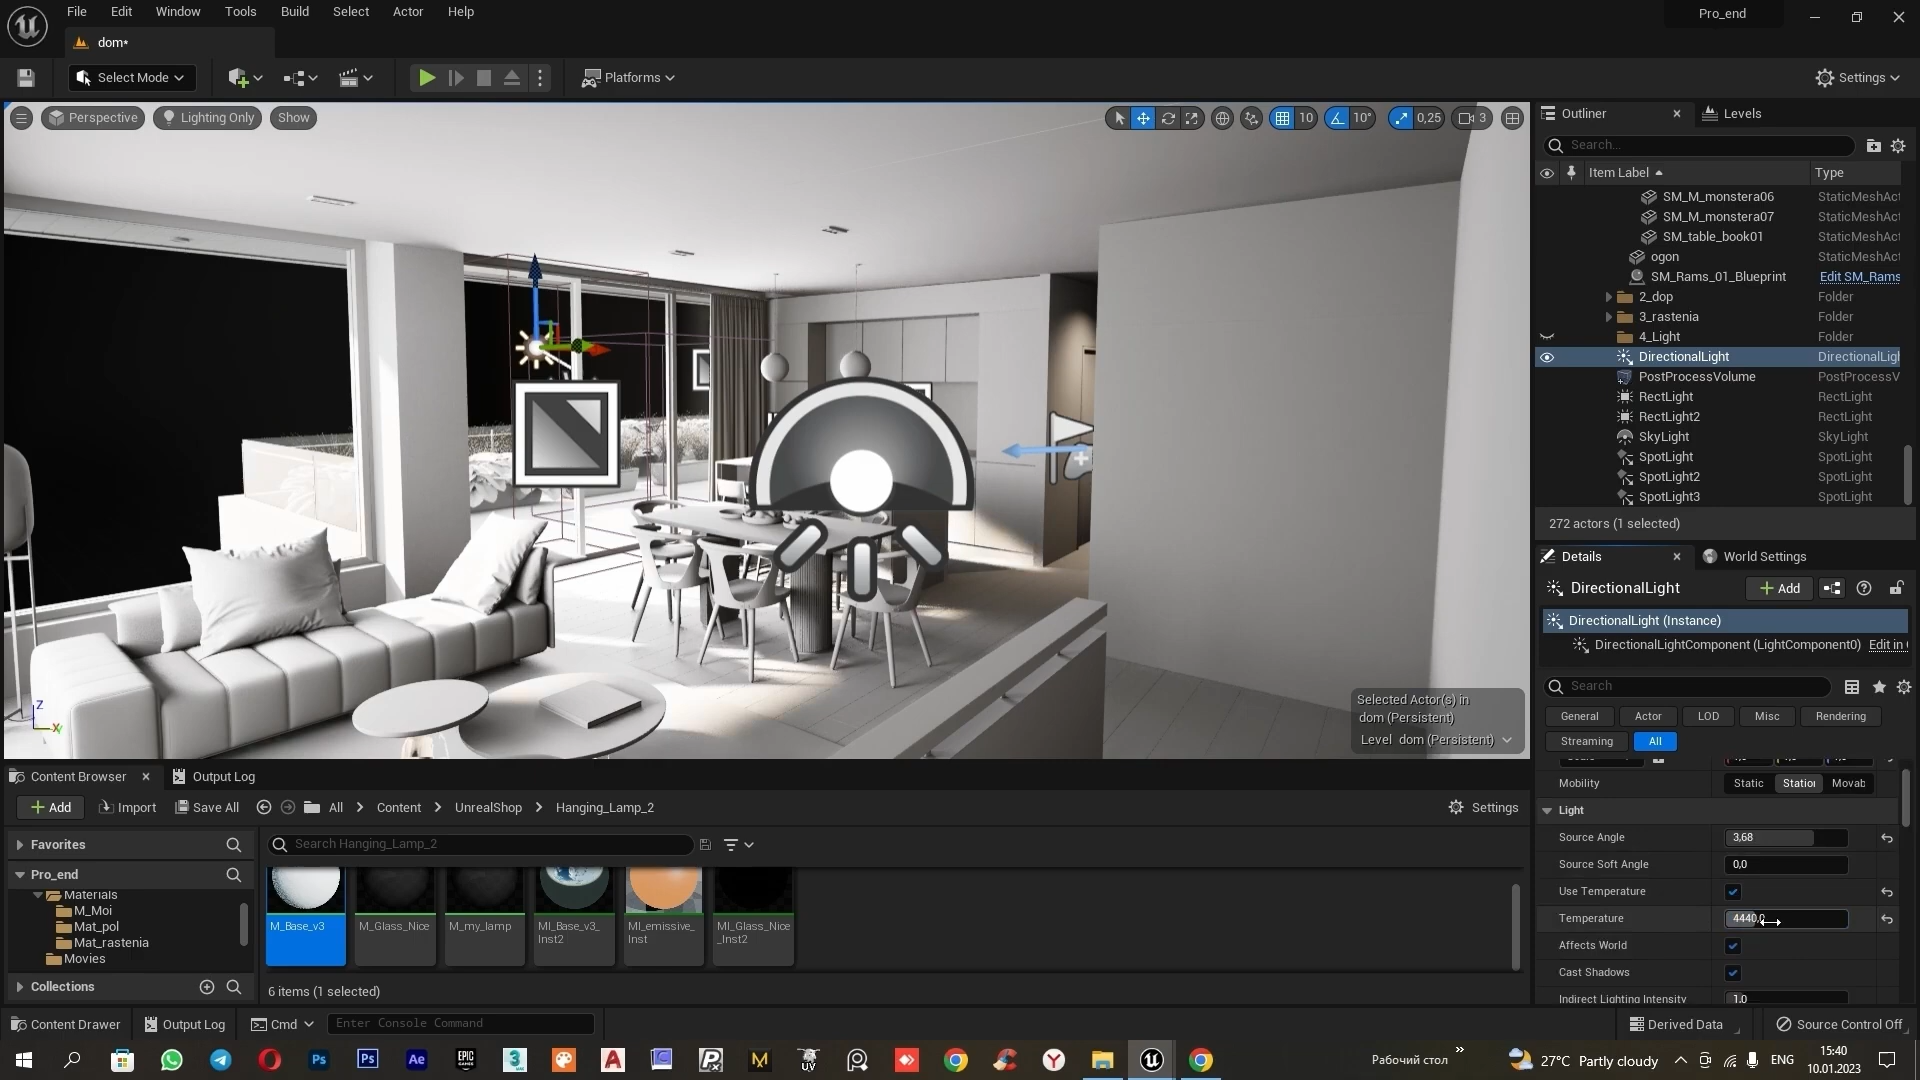 File Edit Window Tools Build Select Actor Help
Pro_end
dom*
Select Mode
Platforms
Settings
Perspective Lighting Only Show
10 10° 0,25 3
Outliner Levels
Search...
Item Label Type
SM_M_monstera06 StaticMeshAct
SM_M_monstera07 StaticMeshAct
SM_table_book01 StaticMeshAct
ogon StaticMeshAct
SM_Rams_01_Blueprint Edit SM_Rams
2_dop Folder
3_rastenia Folder
4_Light Folder
DirectionalLight DirectionalLigh
PostProcessVolume PostProcessV
RectLight RectLight
RectLight2 RectLight
SkyLight SkyLight
SpotLight SpotLight
SpotLight2 SpotLight
SpotLight3 SpotLight
272 actors (1 selected)
Details World Settings
DirectionalLight Add
DirectionalLight (Instance)
DirectionalLightComponent (LightComponent0) Edit in
Search
General Actor LOD Misc Rendering
Streaming All
Mobility Static Station Movab
Light
Source Angle 3,68
Source Soft Angle 0,0
Use Temperature
Temperature 4440,0
Affects World
Cast Shadows
Indirect Lighting Intensity 1,0
Z
X
Selected Actor(s) in
dom (Persistent)
Level dom (Persistent)
Content Browser Output Log
Add Import Save All All Content UnrealShop Hanging_Lamp_2 Settings
Favorites
Search Hanging_Lamp_2
Pro_end
Materials
M_Moi
Mat_pol
Mat_rastenia
Movies
Collections
M_Base_v3
M_Glass_Nice
M_my_lamp
MI_Base_v3_
Inst2
MI_emissive_
Inst
MI_Glass_Nice
_Inst2
6 items (1 selected)
Content Drawer Output Log Cmd Enter Console Command Derived Data Source Control Off
Рабочий стол 27°C Partly cloudy ENG
15:40
10.01.2023